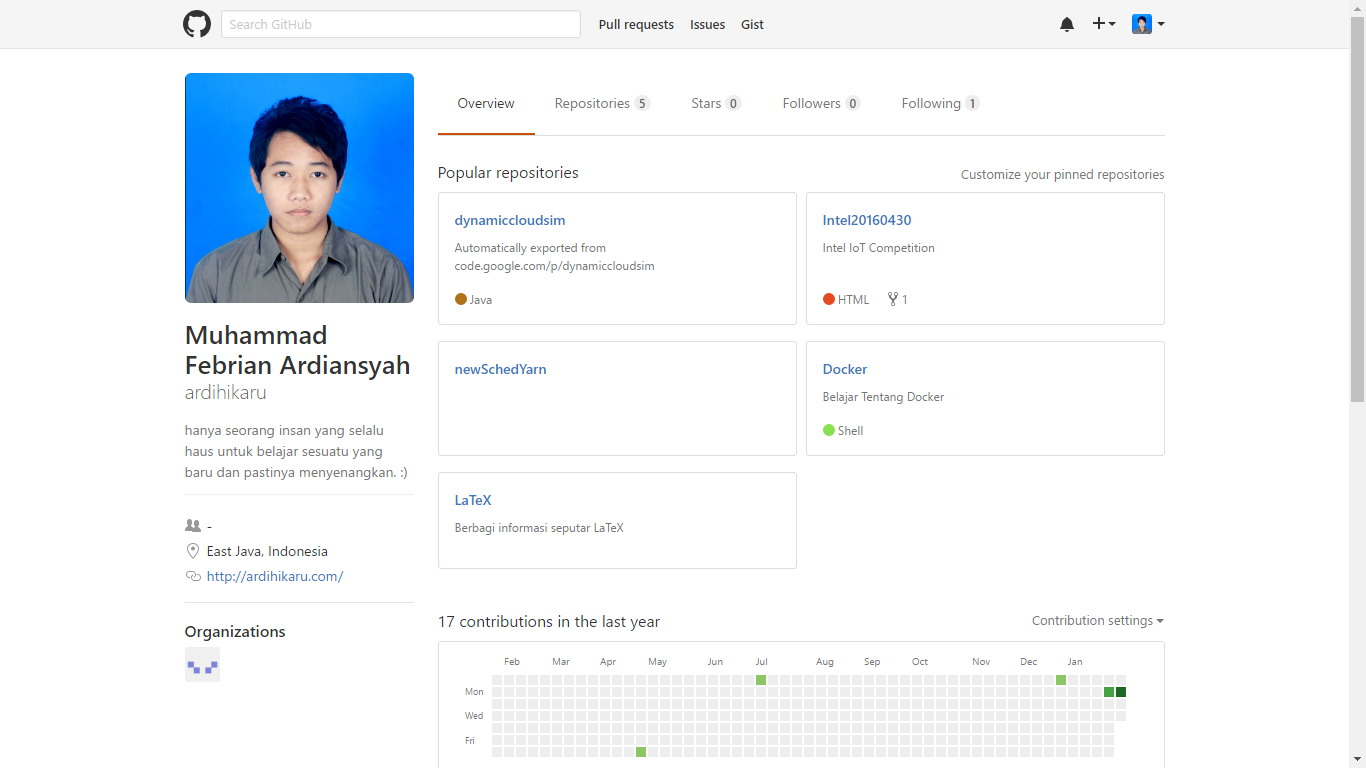 Search GitHub
Pull requests
Issues
Gist
Overview
Repositories 5
Stars 0
Followers 0
Following 1
Muhammad
Febrian Ardiansyah
ardihikaru
hanya seorang insan yang selalu
haus untuk belajar sesuatu yang
baru dan pastinya menyenangkan. :)
-
East Java, Indonesia
http://ardihikaru.com/
Organizations
Popular repositories
Customize your pinned repositories
dynamiccloudsim
Automatically exported from
code.google.com/p/dynamiccloudsim
Java
Intel20160430
Intel IoT Competition
HTML 1
newSchedYarn
Docker
Belajar Tentang Docker
Shell
LaTeX
Berbagi informasi seputar LaTeX
17 contributions in the last year
Contribution settings
Feb Mar Apr May Jun Jul Aug Sep Oct Nov Dec Jan
Mon
Wed
Fri